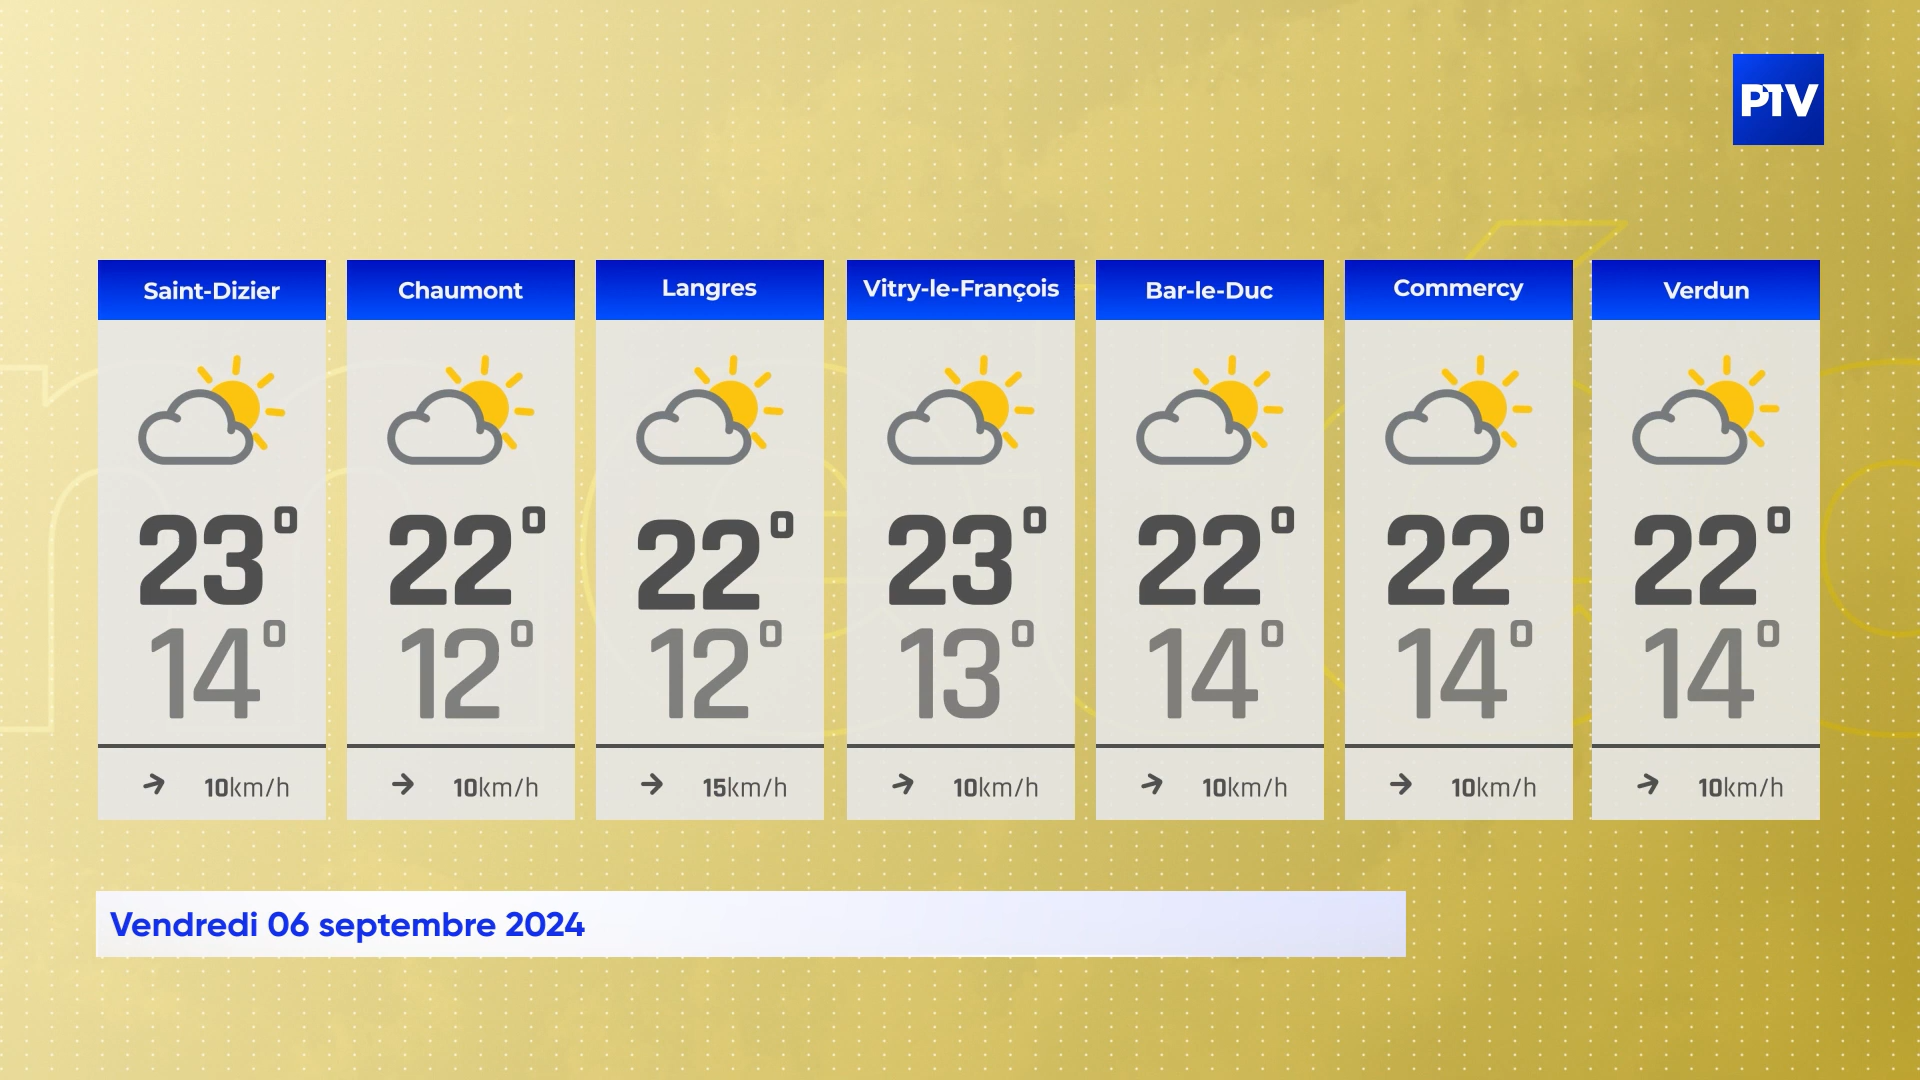 PTV
Saint-Dizier
23°
14°
10km/h
Chaumont
22°
12°
10km/h
Langres
22°
12°
15km/h
Vitry-le-François
23°
13°
10km/h
Bar-le-Duc
22°
14°
10km/h
Commercy
22°
14°
10km/h
Verdun
22°
14°
10km/h
Vendredi 06 septembre 2024